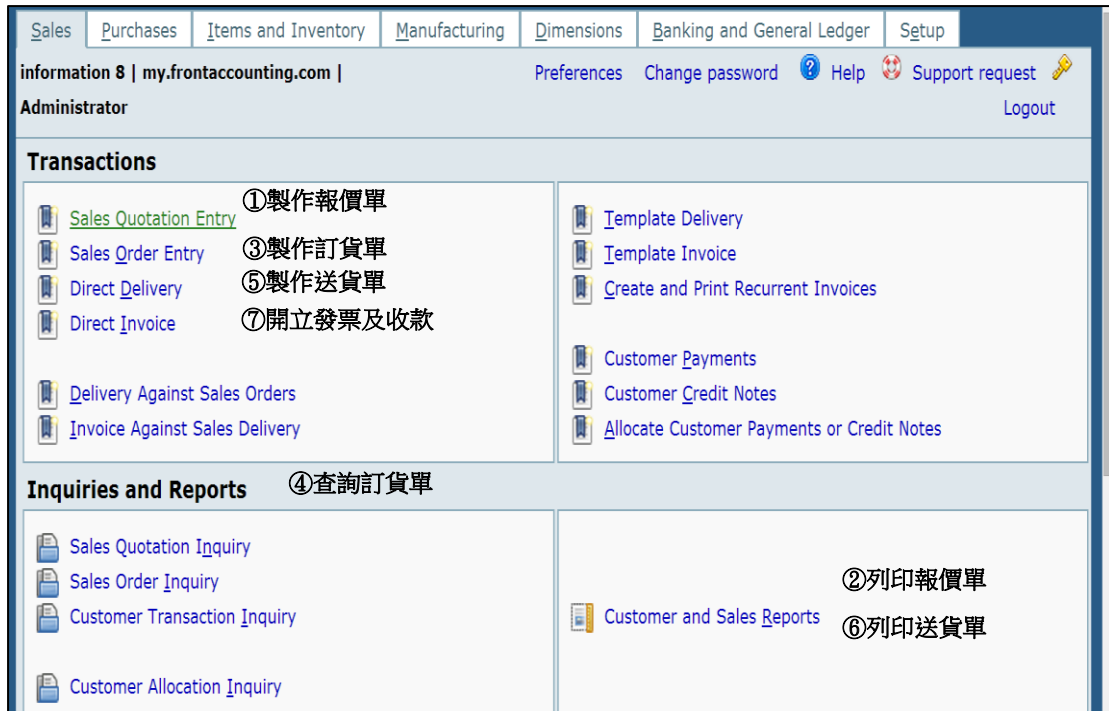 Sales Purchases Items and Inventory Manufacturing Dimensions Banking and General Ledger Setup
information 8 | my.frontaccounting.com | Preferences Change password Help Support request
Administrator Logout
Transactions
Sales Quotation Entry ①製作報價單
Sales Order Entry ③製作訂貨單
Direct Delivery ⑤製作送貨單
Direct Invoice ⑦開立發票及收款
Delivery Against Sales Orders
Invoice Against Sales Delivery
Template Delivery
Template Invoice
Create and Print Recurrent Invoices
Customer Payments
Customer Credit Notes
Allocate Customer Payments or Credit Notes
Inquiries and Reports ④查詢訂貨單
Sales Quotation Inquiry
Sales Order Inquiry
Customer Transaction Inquiry
Customer Allocation Inquiry
②列印報價單
Customer and Sales Reports
⑥列印送貨單